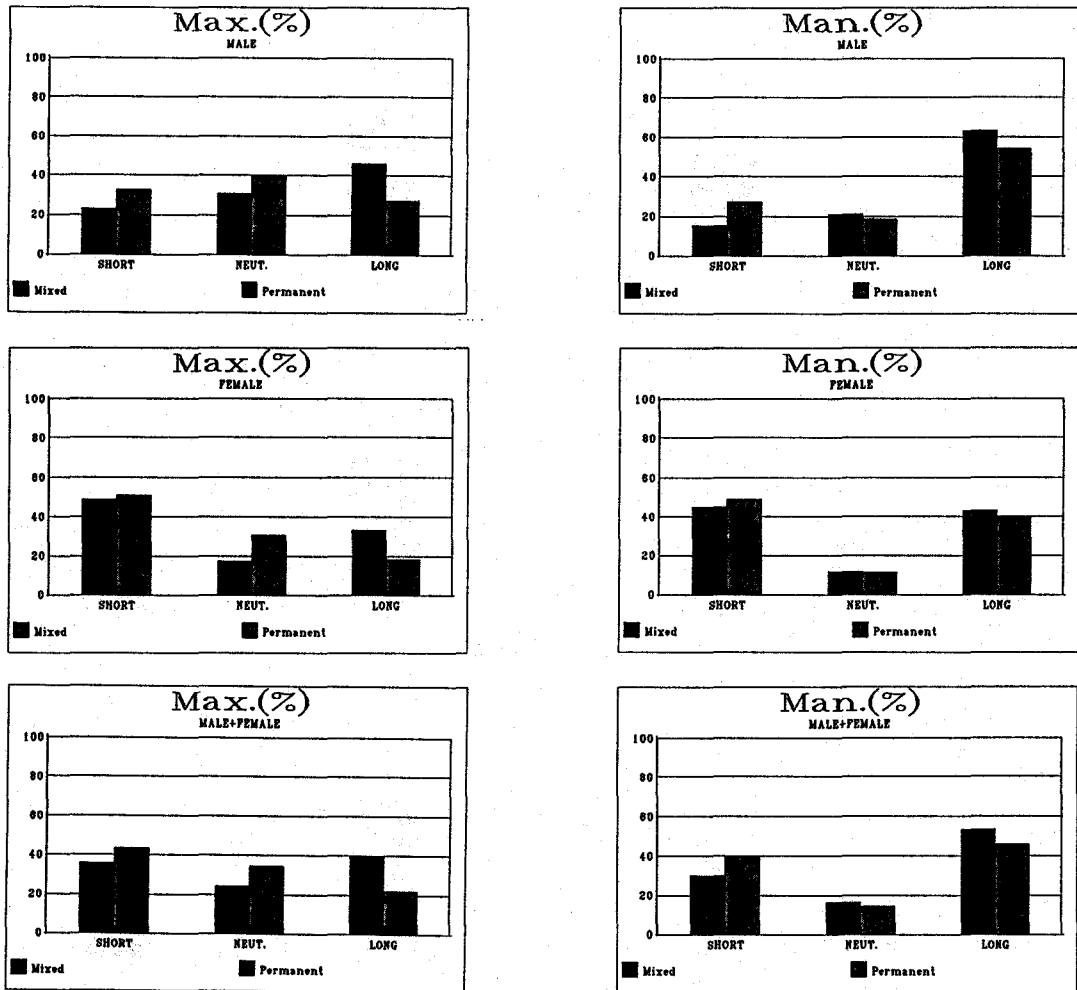 Max.(%)
MALE
100
80
60
40
20
0
SHORT NEUT. LONG
Mixed Permanent
Man.(%)
MALE
100
80
60
40
20
0
SHORT NEUT. LONG
Mixed Permanent
Max.(%)
FEMALE
100
80
60
40
20
0
SHORT NEUT. LONG
Mixed Permanent
Man.(%)
FEMALE
100
80
60
40
20
0
SHORT NEUT. LONG
Mixed Permanent
Max.(%)
MALE+FEMALE
100
80
60
40
20
0
SHORT NEUT. LONG
Mixed Permanent
Man.(%)
MALE+FEMALE
100
80
60
40
20
0
SHORT NEUT. LONG
Mixed Permanent